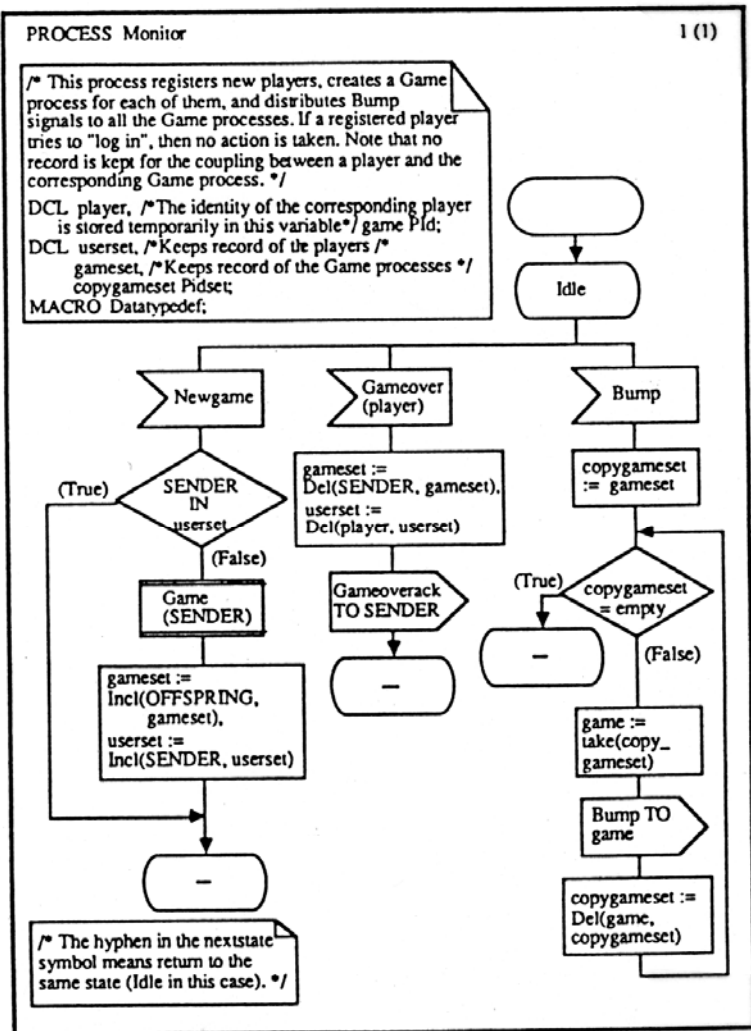 PROCESS Monitor
1 (1)
/* This process registers new players, creates a Game
process for each of them, and distributes Bump
signals to all the Game processes. If a registered player
tries to "log in", then no action is taken. Note that no
record is kept for the coupling between a player and the
corresponding Game process. */
DCL player, /*The identity of the corresponding player
is stored temporarily in this variable*/ game PId;
DCL userset, /*Keeps record of the players /*
gameset, /*Keeps record of the Game processes */
copygameset Pidset;
MACRO Datatypedef;
Idle
Newgame
Gameover
(player)
Bump
(True)
SENDER
IN
userset
(False)
Game
(SENDER)
gameset :=
Incl(OFFSPRING,
gameset),
userset :=
Incl(SENDER, userset)
–
gameset :=
Del(SENDER, gameset),
userset :=
Del(player, userset)
Gameoverack
TO SENDER
–
copygameset
:= gameset
(True)
copygameset
= empty
–
(False)
game :=
take(copy_
gameset)
Bump TO
game
copygameset :=
Del(game,
copygameset)
/* The hyphen in the nextstate
symbol means return to the
same state (Idle in this case). */